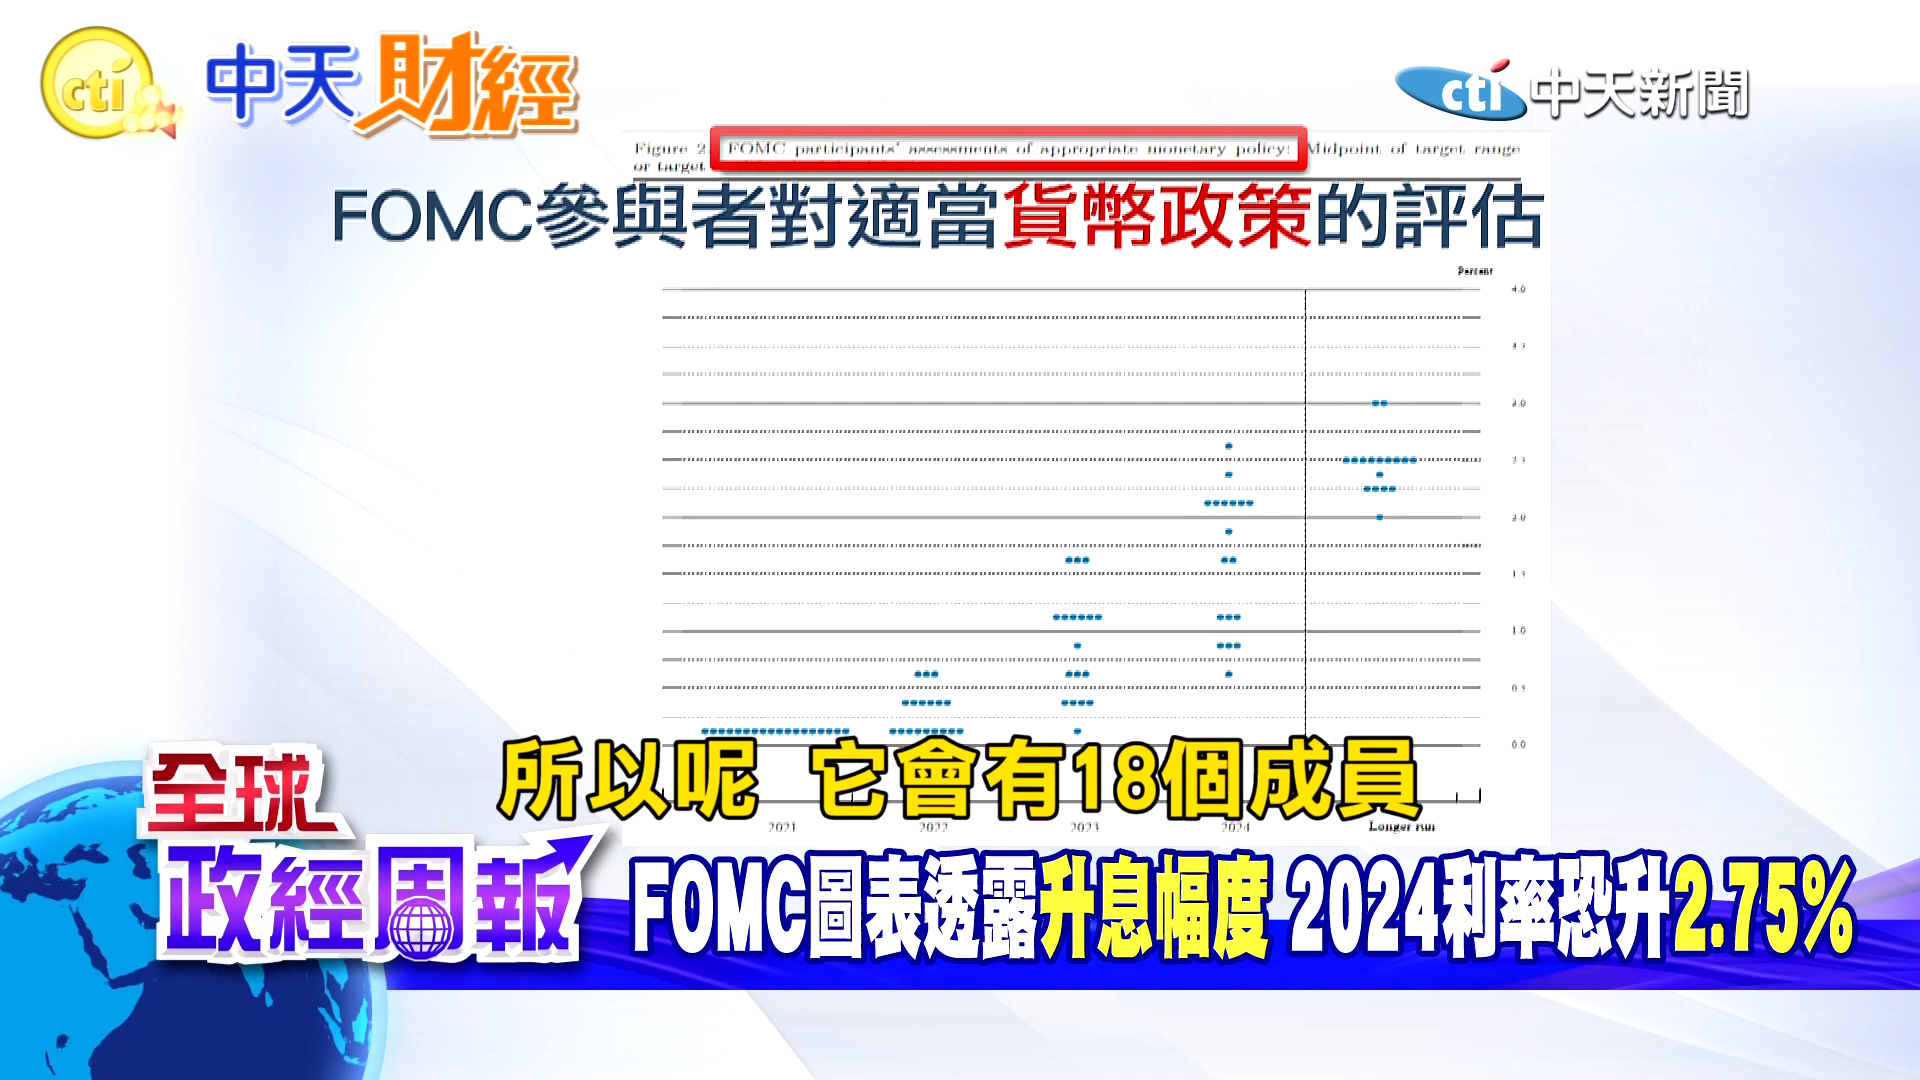 cti
中天財經
cti 中天新聞
Figure 2. FOMC participants' assessments of appropriate monetary policy: Midpoint of target range
or target
FOMC參與者對適當貨幣政策的評估
Percent
4.0
2.0
1.0
0.0
所以呢 它會有18個成員
2021 2022 2023 2024 Longer run
全球
政經周報
FOMC圖表透露升息幅度 2024利率恐升2.75%